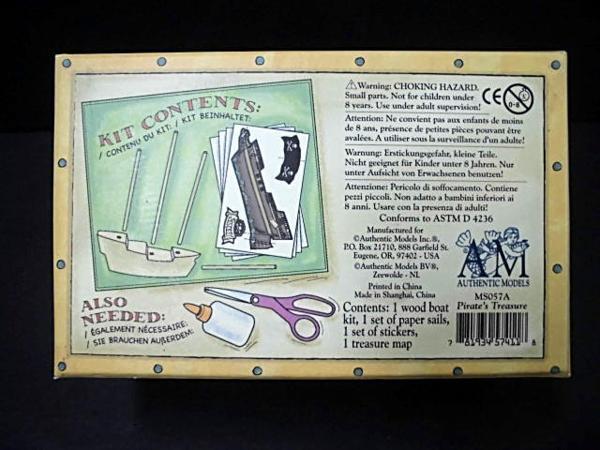 KIT CONTENTS:
/ CONTENU DU KIT: / KIT BEINHALTET:
ALSO
NEEDED:
/ ÉGALEMENT NÉCESSAIRE:
/ SIE BRAUCHEN AUßERDEM:
⚠Warning: CHOKING HAZARD.
Small parts. Not for children under
8 years. Use under adult supervision!
CE
0-8
Attention: Ne convient pas aux enfants de moins
de 8 ans, présence de petites pièces pouvant être
avalées. A utiliser sous la surveillance d'un adulte!
Warnung: Erstickungsgefahr, kleine Teile.
Nicht geeignet für Kinder unter 8 Jahren. Nur
unter Aufsicht von Erwachsenen benutzen!
Attenzione: Pericolo di soffocamento. Contiene
pezzi piccoli. Non adatto a bambini inferiori ai
8 anni. Usare con la presenza di adulti!
Conforms to ASTM D 4236
Manufactured for
©Authentic Models Inc.®,
P.O. Box 21710, 888 Garfield St.
Eugene, OR, 97402 - USA
©Authentic Models BV®,
Zeewolde - NL
Printed in China
Made in Shanghai, China
Contents: 1 wood boat
kit, 1 set of paper sails,
1 set of stickers,
1 treasure map
AM
AUTHENTIC MODELS
MS057A
Pirate's Treasure
7 81934 57411 8